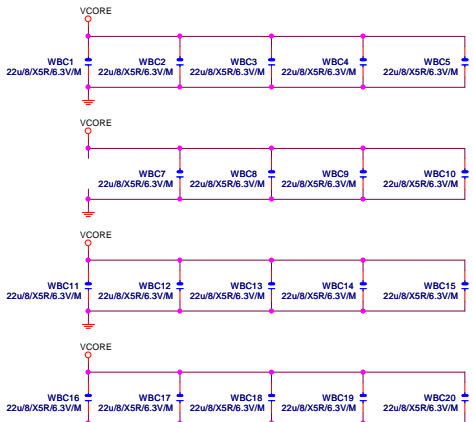 VCORE
WBC1 WBC2 WBC3 WBC4 WBC5
22u/8/X5R/6.3V/M 22u/8/X5R/6.3V/M 22u/8/X5R/6.3V/M 22u/8/X5R/6.3V/M 22u/8/X5R/6.3V/M
VCORE
WBC7 WBC8 WBC9 WBC10
22u/8/X5R/6.3V/M 22u/8/X5R/6.3V/M 22u/8/X5R/6.3V/M 22u/8/X5R/6.3V/M
VCORE
WBC11 WBC12 WBC13 WBC14 WBC15
22u/8/X5R/6.3V/M 22u/8/X5R/6.3V/M 22u/8/X5R/6.3V/M 22u/8/X5R/6.3V/M 22u/8/X5R/6.3V/M
VCORE
WBC16 WBC17 WBC18 WBC19 WBC20
22u/8/X5R/6.3V/M 22u/8/X5R/6.3V/M 22u/8/X5R/6.3V/M 22u/8/X5R/6.3V/M 22u/8/X5R/6.3V/M